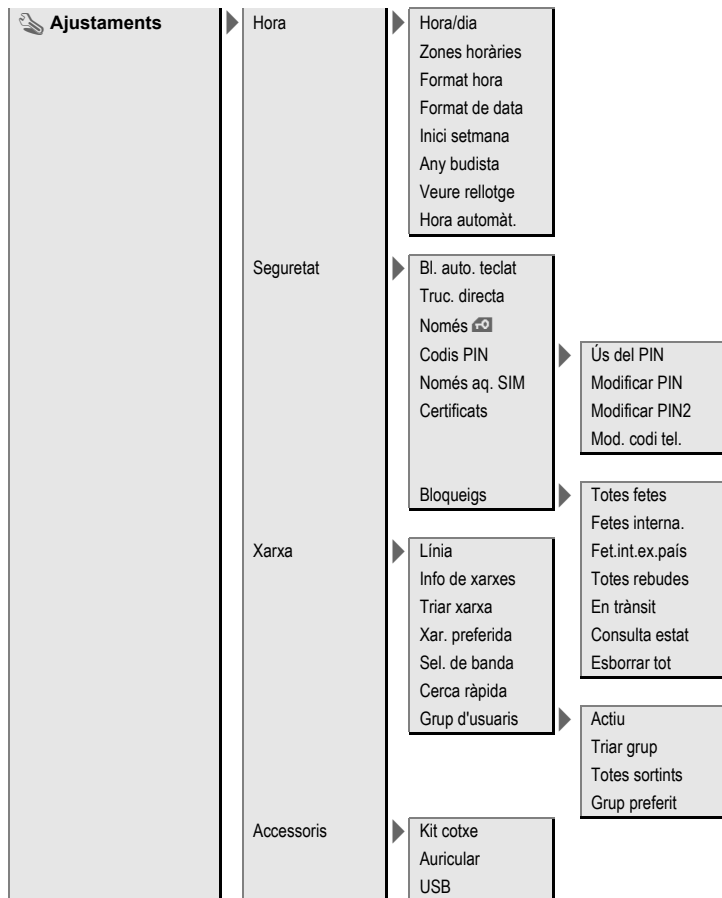 Ajustaments
Hora
Hora/dia
Zones horàries
Format hora
Format de data
Inici setmana
Any budista
Veure rellotge
Hora automàt.
Seguretat
Bl. auto. teclat
Truc. directa
Només
Codis PIN
Ús del PIN
Modificar PIN
Modificar PIN2
Mod. codi tel.
Només aq. SIM
Certificats
Bloqueigs
Totes fetes
Fetes interna.
Fet.int.ex.país
Totes rebudes
En trànsit
Consulta estat
Esborrar tot
Xarxa
Línia
Info de xarxes
Triar xarxa
Xar. preferida
Sel. de banda
Cerca ràpida
Grup d'usuaris
Actiu
Triar grup
Totes sortints
Grup preferit
Accessoris
Kit cotxe
Auricular
USB